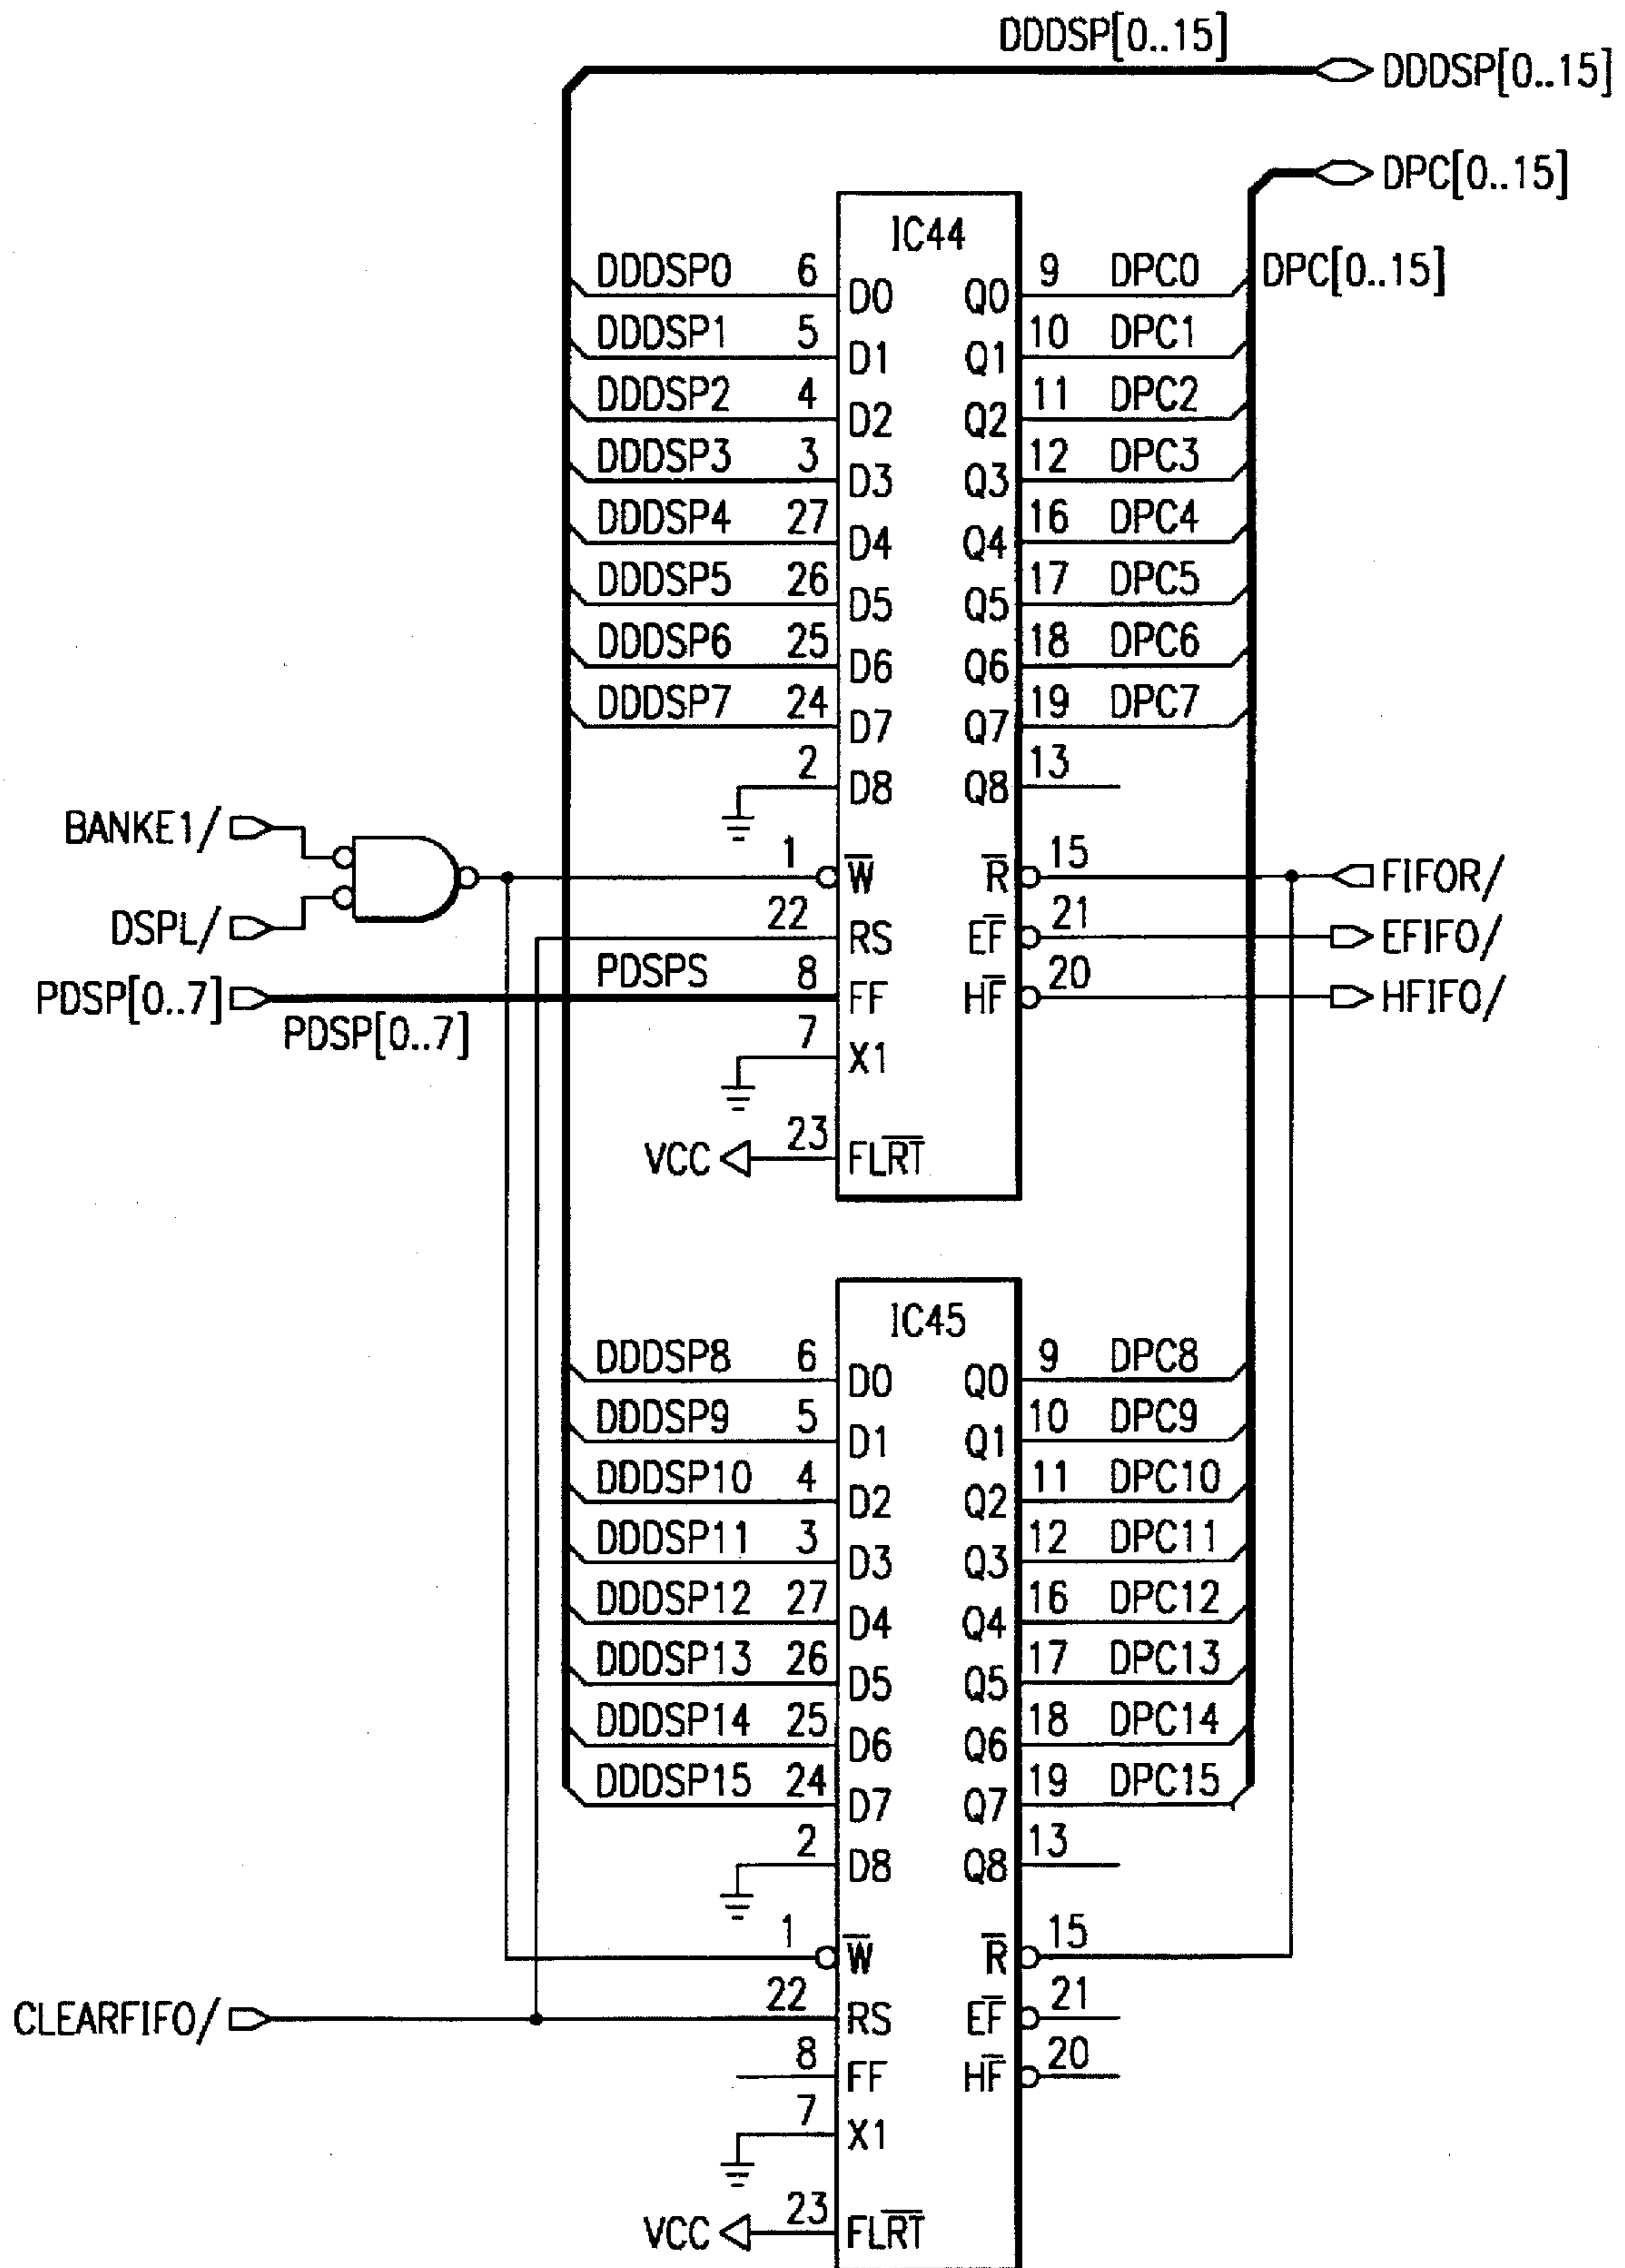 DDDSP[0..15]
DDDSP[0..15]
DPC[0..15]
IC44
DDDSP0 6 D0 Q0 9 DPC0 DPC[0..15]
DDDSP1 5 D1 Q1 10 DPC1
DDDSP2 4 D2 Q2 11 DPC2
DDDSP3 3 D3 Q3 12 DPC3
DDDSP4 27 D4 Q4 16 DPC4
DDDSP5 26 D5 Q5 17 DPC5
DDDSP6 25 D6 Q6 18 DPC6
DDDSP7 24 D7 Q7 19 DPC7
2 D8 Q8 13
BANKE1/
1 W̅ R̅ 15 FIFOR/
DSPL/
22 RS EF̅ 21 EFIFO/
PDSP[0..7] PDSPS 8 FF HF̅ 20 HFIFO/
PDSP[0..7]
7 X1
VCC 23 FLR̅T̅
IC45
DDDSP8 6 D0 Q0 9 DPC8
DDDSP9 5 D1 Q1 10 DPC9
DDDSP10 4 D2 Q2 11 DPC10
DDDSP11 3 D3 Q3 12 DPC11
DDDSP12 27 D4 Q4 16 DPC12
DDDSP13 26 D5 Q5 17 DPC13
DDDSP14 25 D6 Q6 18 DPC14
DDDSP15 24 D7 Q7 19 DPC15
2 D8 Q8 13
1 W̅ R̅ 15
CLEARFIFO/ 22 RS EF̅ 21
8 FF HF̅ 20
7 X1
VCC 23 FLR̅T̅